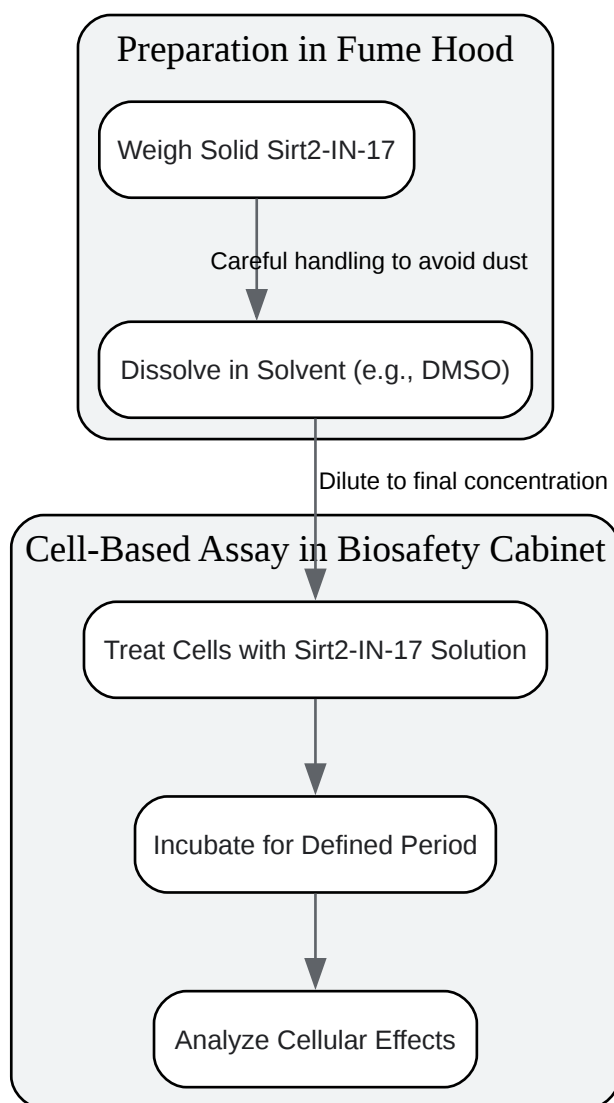 Preparation in Fume Hood
Weigh Solid Sirt2-IN-17
Careful handling to avoid dust
Dissolve in Solvent (e.g., DMSO)
Dilute to final concentration
Cell-Based Assay in Biosafety Cabinet
Treat Cells with Sirt2-IN-17 Solution
Incubate for Defined Period
Analyze Cellular Effects